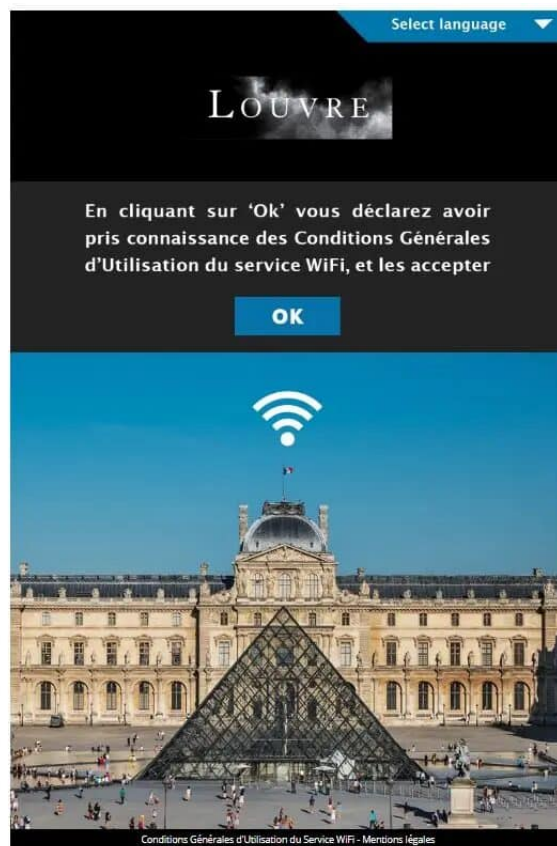 Select language
LOUVRE
En cliquant sur ‘Ok’ vous déclarez avoir
pris connaissance des Conditions Générales
d’Utilisation du service WiFi, et les accepter
OK
Conditions Générales d'Utilisation du Service WiFi - Mentions légales